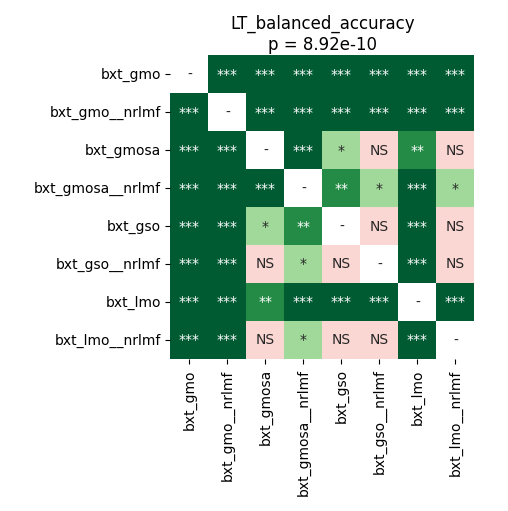 LT_balanced_accuracy
p = 8.92e-10
bxt_gmo - *** *** *** *** *** *** ***
bxt_gmo__nrlmf *** - *** *** *** *** *** ***
bxt_gmosa *** *** - *** * NS ** NS
bxt_gmosa__nrlmf *** *** *** - ** * *** *
bxt_gso *** *** * ** - NS *** NS
bxt_gso__nrlmf *** *** NS * NS - *** NS
bxt_lmo *** *** ** *** *** *** - ***
bxt_lmo__nrlmf *** *** NS * NS NS *** -
bxt_gmo
bxt_gmo__nrlmf
bxt_gmosa
bxt_gmosa__nrlmf
bxt_gso
bxt_gso__nrlmf
bxt_lmo
bxt_lmo__nrlmf